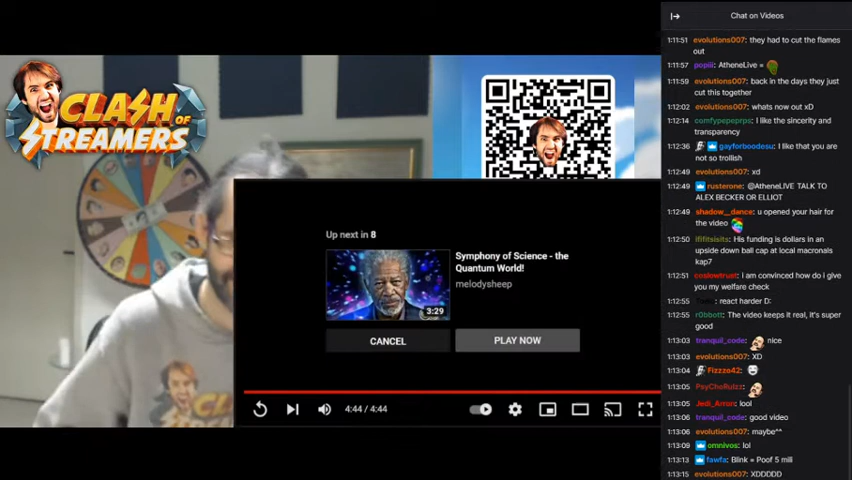 CLASH OF
STREAMERS
Up next in 8
Symphony of Science - the
Quantum World!
melodysheep
3:29
CANCEL
PLAY NOW
4:44 / 4:44
Chat on Videos
1:11:51 evolutions007: they had to cut the flames
out
1:11:57 popiii: AtheneLive =
1:11:59 evolutions007: back in the days they just
cut this together
1:12:02 evolutions007: whats now out xD
1:12:14 comfypepeprps: I like the sincerity and
transparency
1:12:36 gayforboodesu: I like that you are
not so trollish
1:12:49 evolutions007: xd
1:12:49 rusterone: @AtheneLIVE TALK TO
ALEX BECKER OR ELLIOT
1:12:49 shadow__dance: u opened your hair for
the video
1:12:50 ififitsisits: His funding is dollars in an
upside down ball cap at local macronals
kap7
1:12:51 coslowtrust: I am convinced how do i give
you my welfare check
1:12:55 : react harder D:
1:12:55 r0bbott: The video keeps it real, it's super
good
1:13:03 tranquil_code: nice
1:13:03 evolutions007: XD
1:13:04 Fizzzo42:
1:13:05 PsyChoRulzz:
1:13:05 Jedi_Arror: lool
1:13:06 tranquil_code: good video
1:13:06 evolutions007: maybe^^
1:13:09 omnivos: lol
1:13:13 fawfa: Blink = Poof 5 mill
1:13:15 evolutions007: XDDDDD